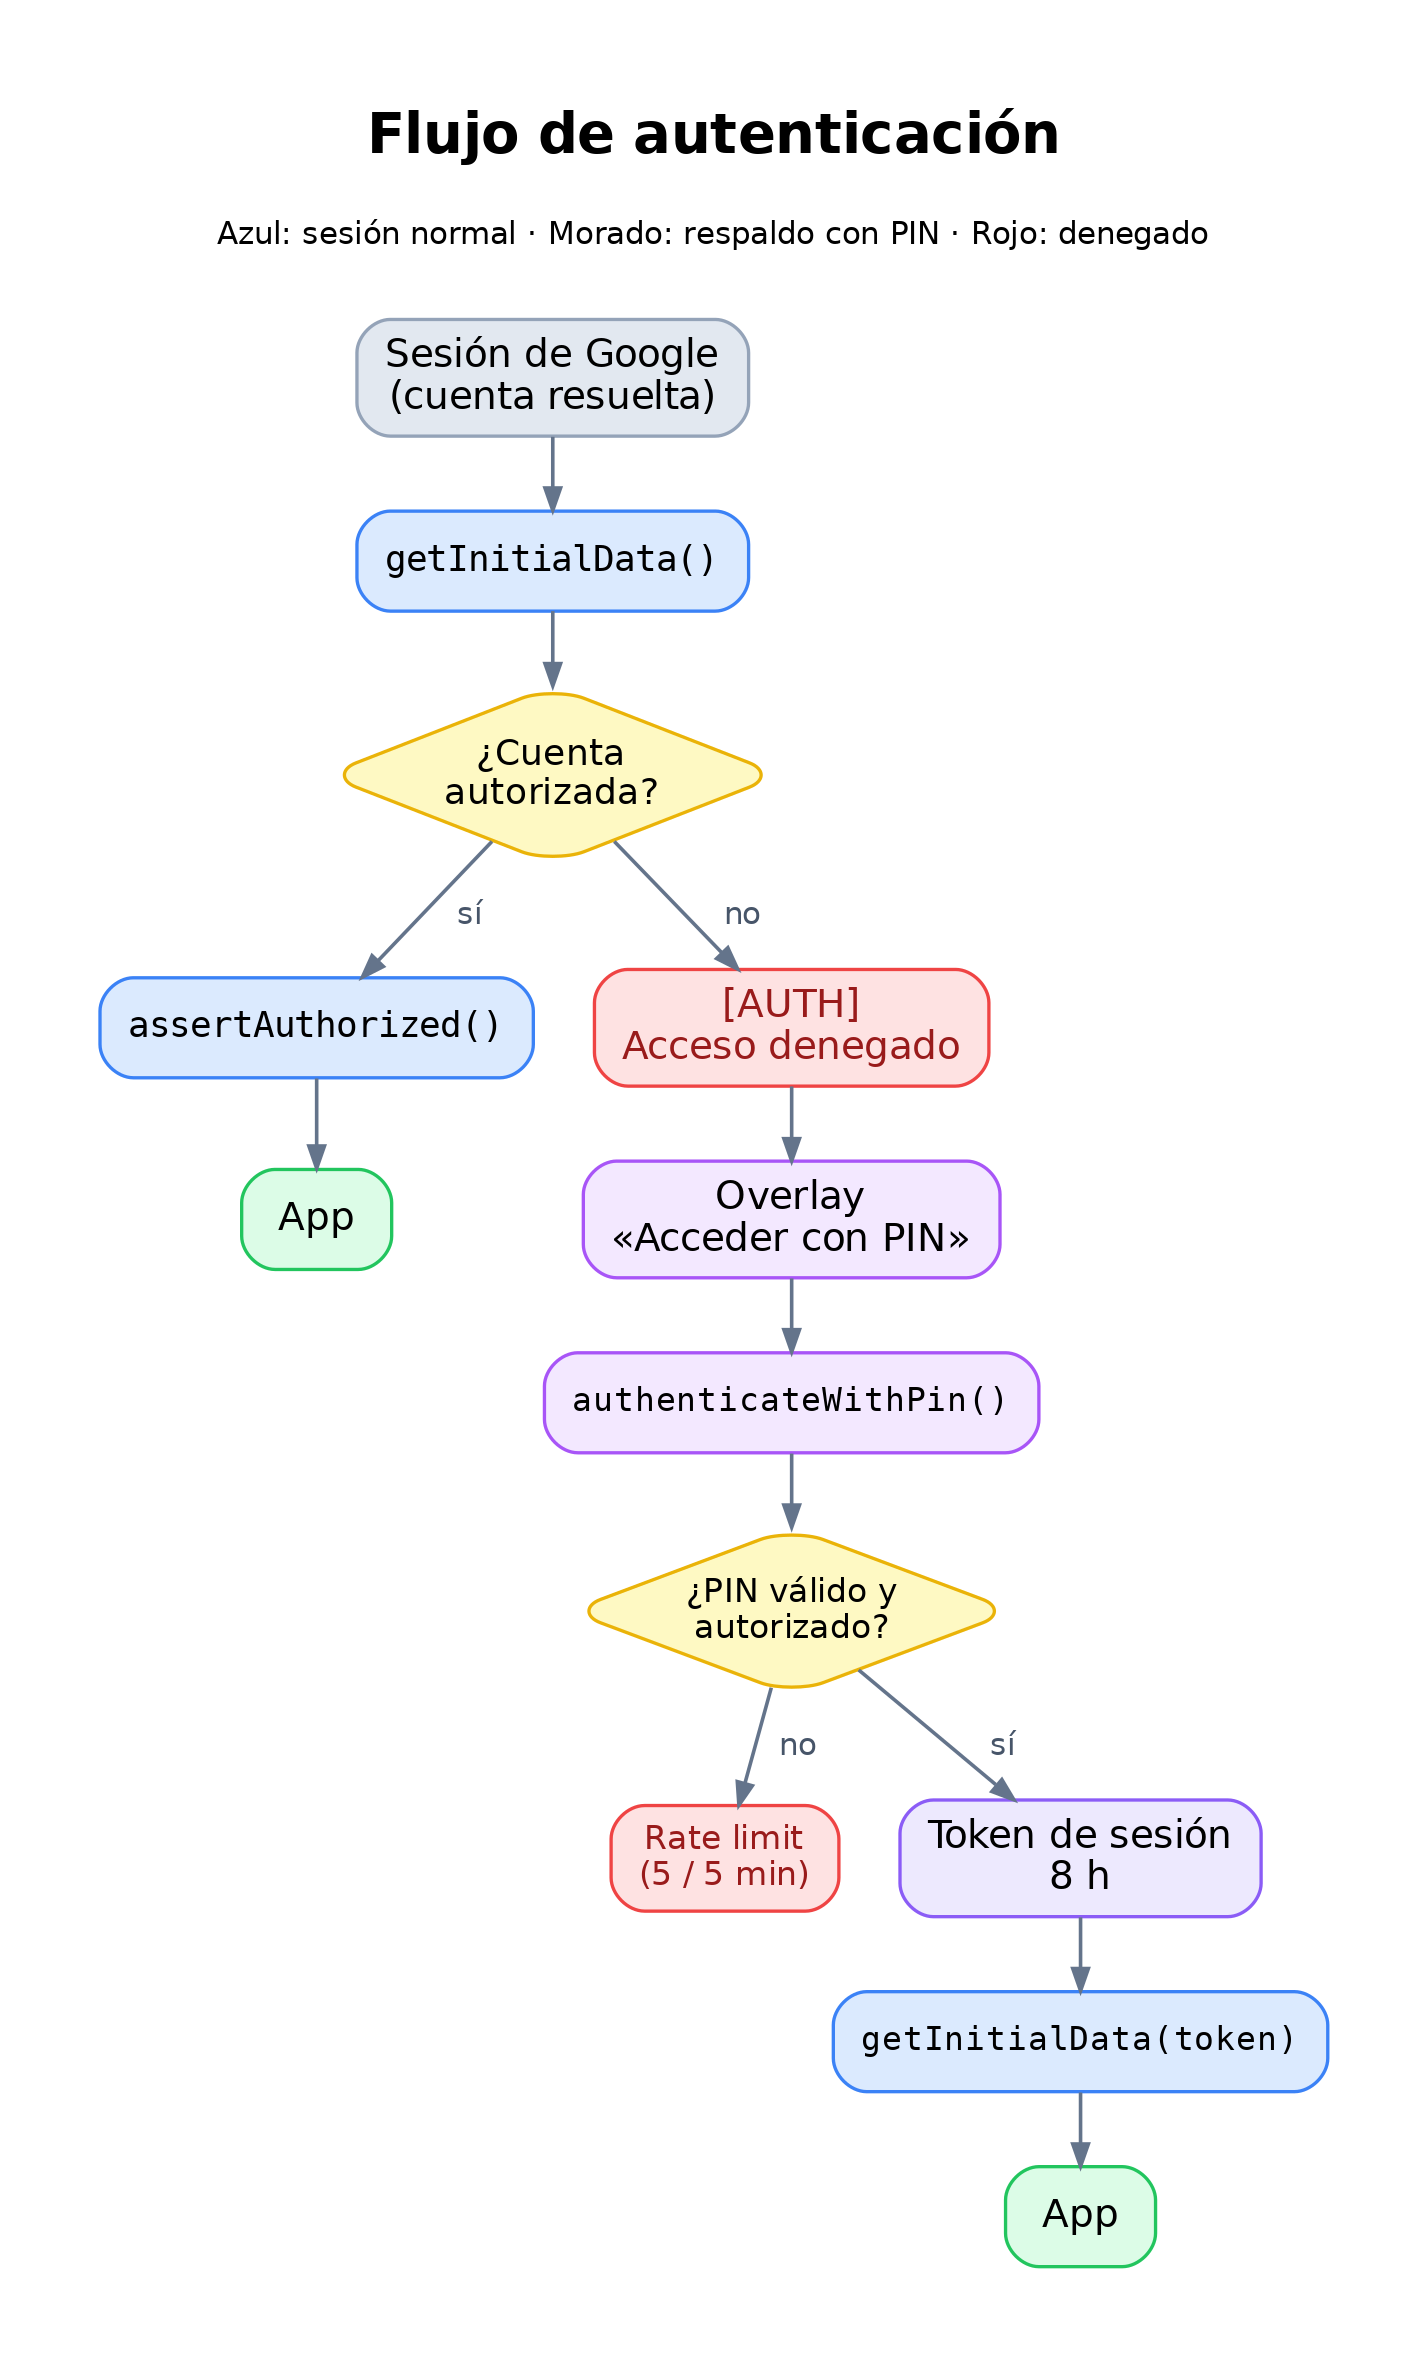 Flujo de autenticación
Azul: sesión normal · Morado: respaldo con PIN · Rojo: denegado
Sesión de Google
(cuenta resuelta)
getInitialData()
¿Cuenta
autorizada?
sí
no
assertAuthorized()
[AUTH]
Acceso denegado
App
Overlay
«Acceder con PIN»
authenticateWithPin()
¿PIN válido y
autorizado?
no
sí
Rate limit
(5 / 5 min)
Token de sesión
8 h
getInitialData(token)
App